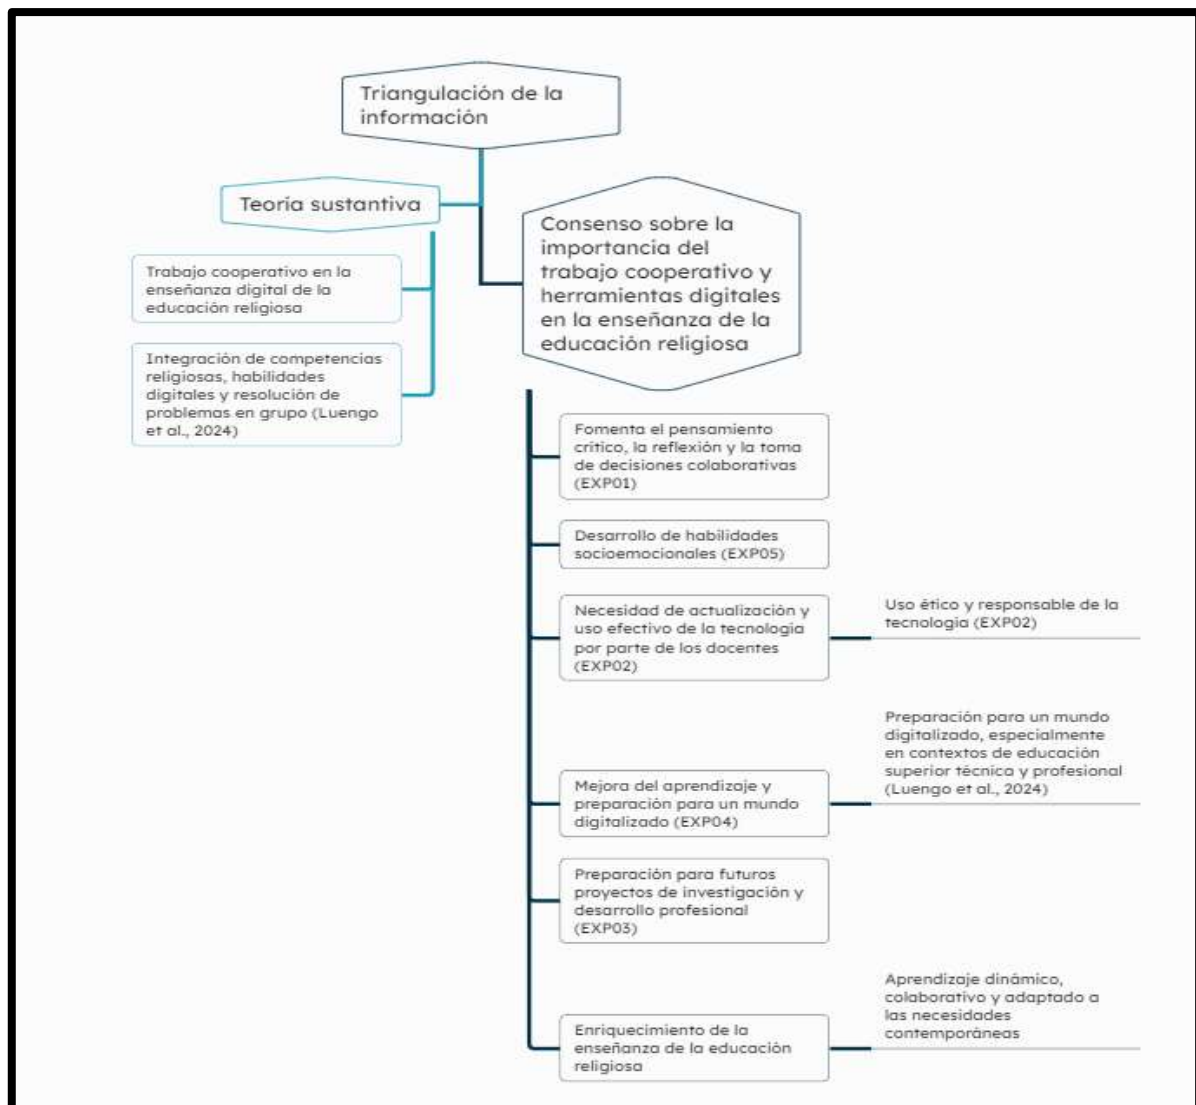 Triangulación de la
información
Teoría sustantiva
Trabajo cooperativo en la
enseñanza digital de la
educación religiosa
Integración de competencias
religiosas, habilidades
digitales y resolución de
problemas en grupo (Luengo
et al., 2024)
Consenso sobre la
importancia del
trabajo cooperativo y
herramientas digitales
en la enseñanza de la
educación religiosa
Fomenta el pensamiento
crítico, la reflexión y la toma
de decisiones colaborativas
(EXP01)
Desarrollo de habilidades
socioemocionales (EXP05)
Necesidad de actualización y
uso efectivo de la tecnología
por parte de los docentes
(EXP02)
Uso ético y responsable de la
tecnología (EXP02)
Mejora del aprendizaje y
preparación para un mundo
digitalizado (EXP04)
Preparación para un mundo
digitalizado, especialmente
en contextos de educación
superior técnica y profesional
(Luengo et al., 2024)
Preparación para futuros
proyectos de investigación y
desarrollo profesional
(EXP03)
Enriquecimiento de la
enseñanza de la educación
religiosa
Aprendizaje dinámico,
colaborativo y adaptado a
las necesidades
contemporáneas